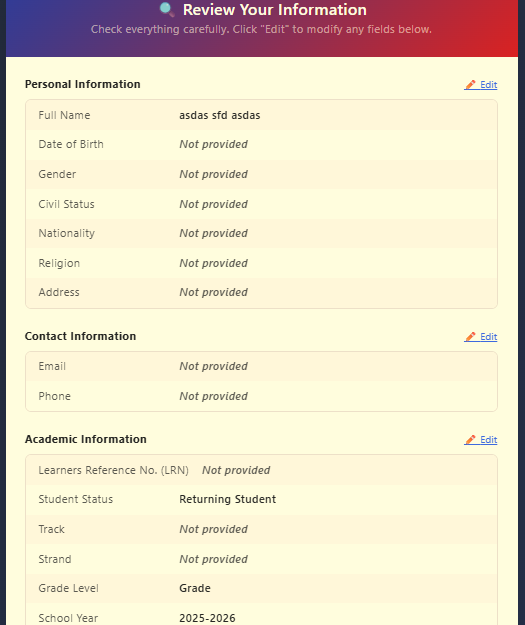 Review Your Information
Check everything carefully. Click "Edit" to modify any fields below.
Personal Information Edit
Full Name asdas sfd asdas
Date of Birth Not provided
Gender Not provided
Civil Status Not provided
Nationality Not provided
Religion Not provided
Address Not provided
Contact Information Edit
Email Not provided
Phone Not provided
Academic Information Edit
Learners Reference No. (LRN) Not provided
Student Status Returning Student
Track Not provided
Strand Not provided
Grade Level Grade
School Year 2025-2026